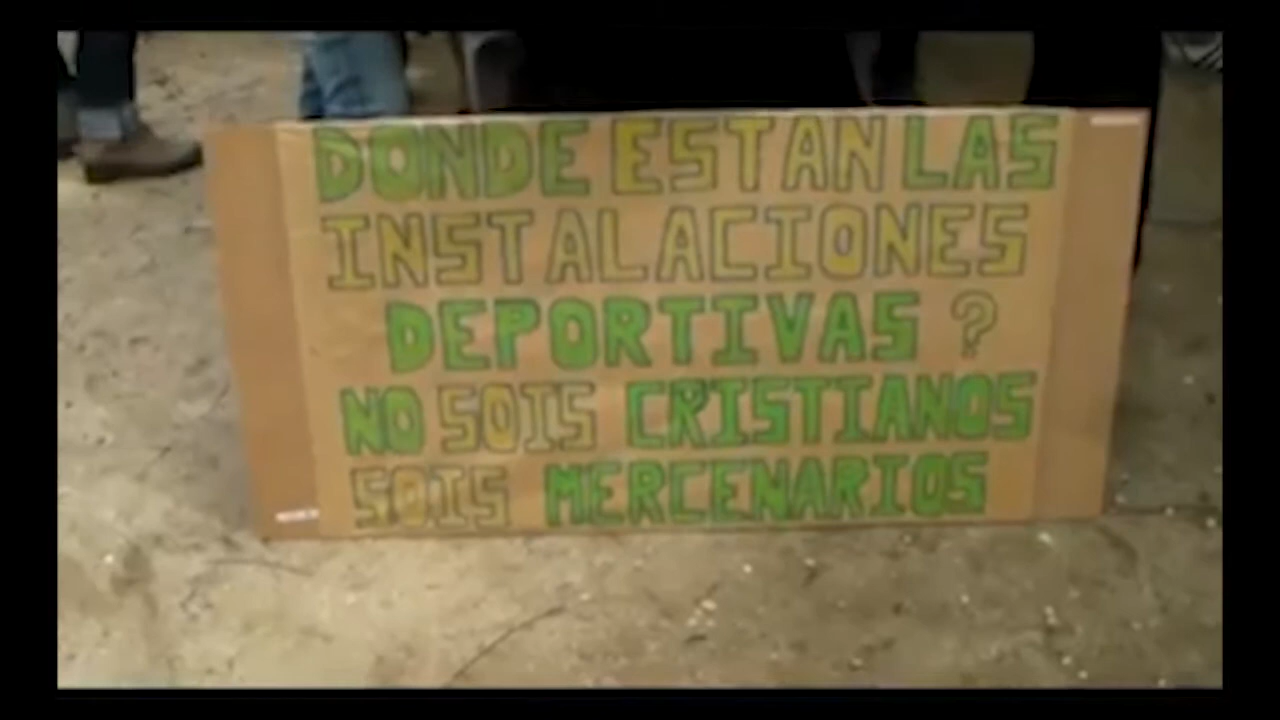 DONDE ESTAN LAS
INSTALACIONES
DEPORTIVAS ?
NO SOIS CRISTIANOS
SOIS MERCENARIOS